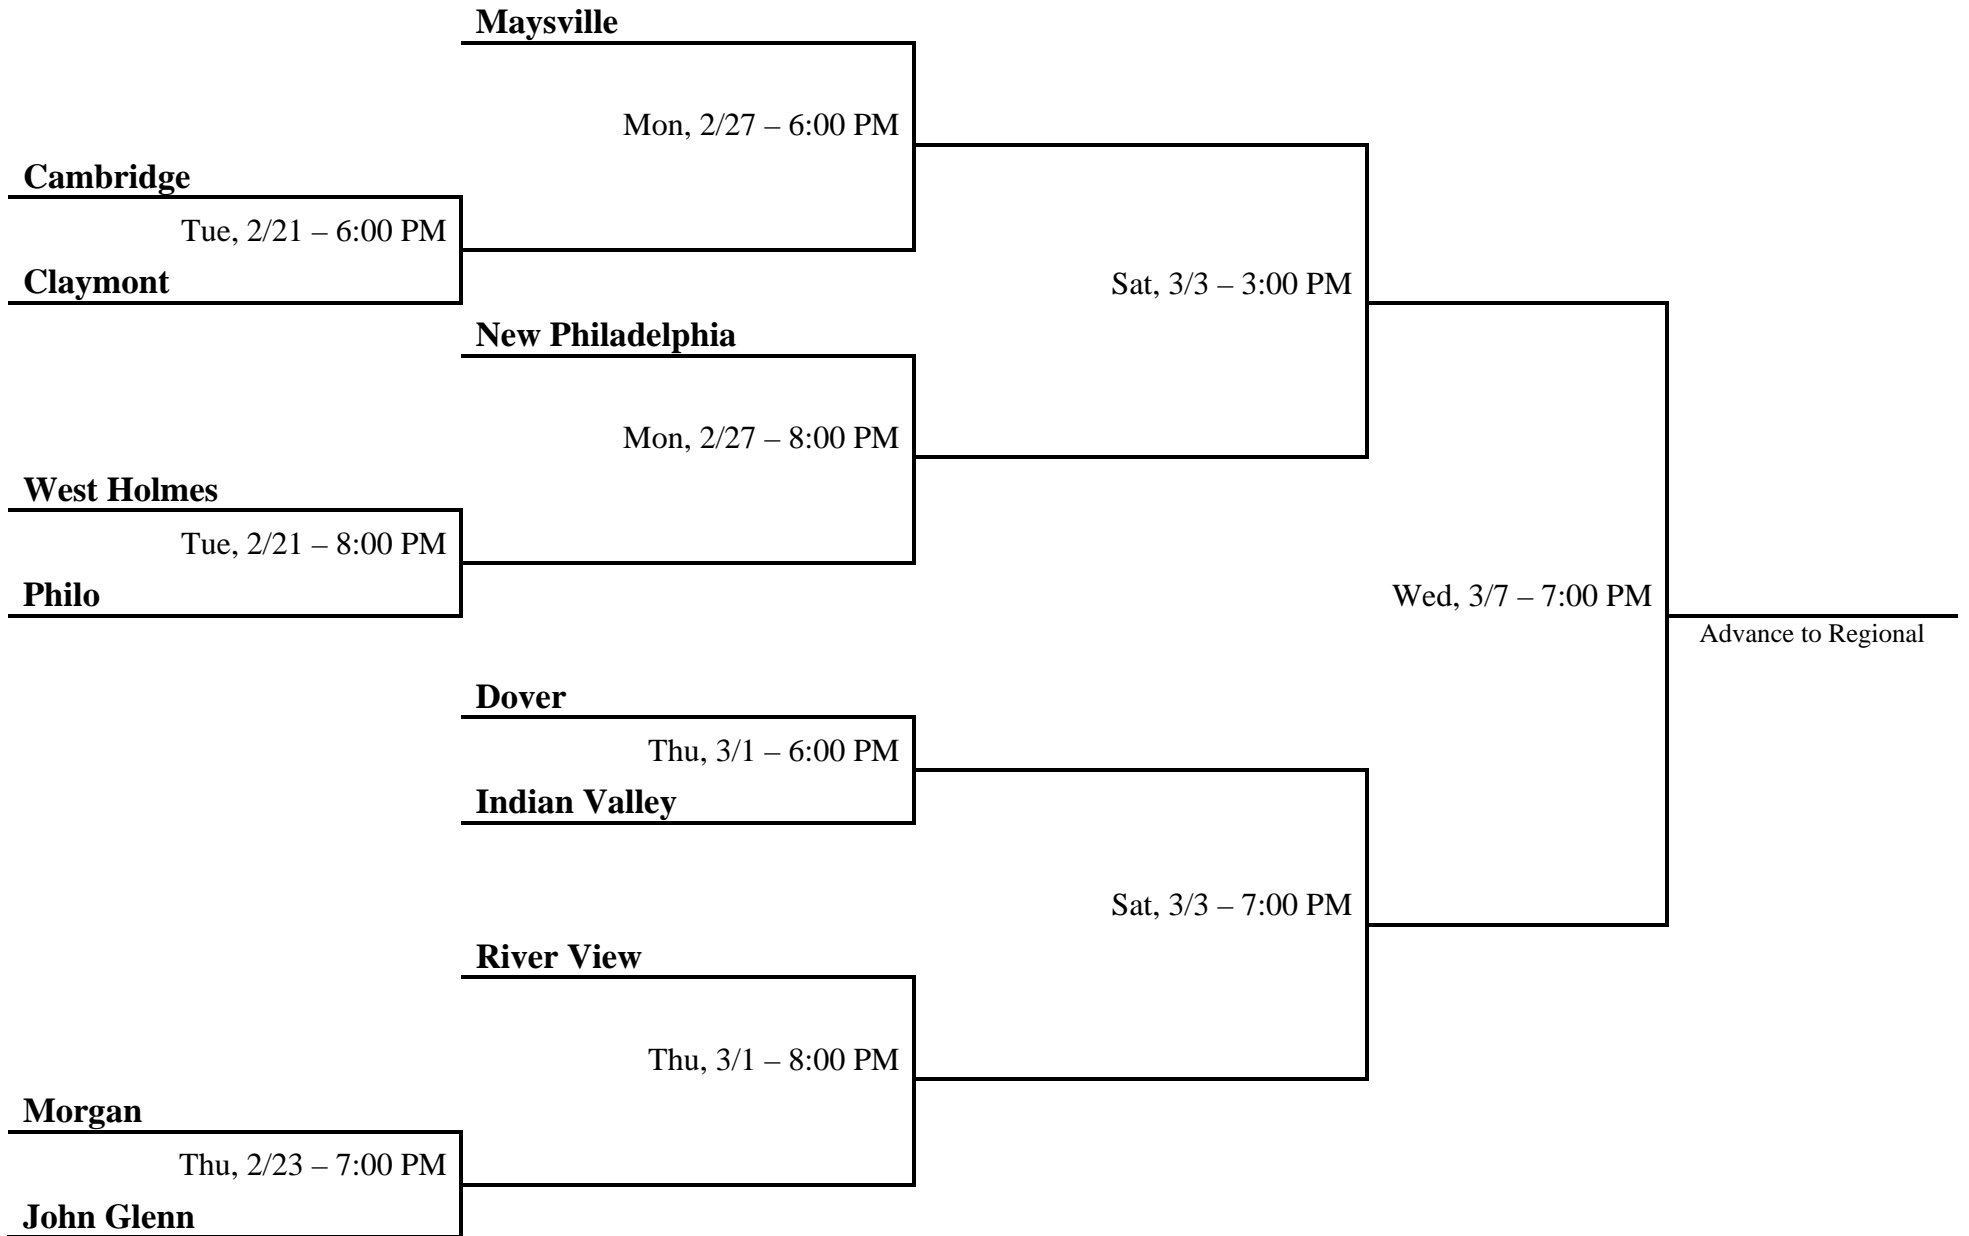 Maysville
Mon, 2/27 – 6:00 PM
Cambridge
Tue, 2/21 – 6:00 PM
Claymont
Sat, 3/3 – 3:00 PM
New Philadelphia
Mon, 2/27 – 8:00 PM
West Holmes
Tue, 2/21 – 8:00 PM
Philo
Wed, 3/7 – 7:00 PM
Advance to Regional
Dover
Thu, 3/1 – 6:00 PM
Indian Valley
Sat, 3/3 – 7:00 PM
River View
Thu, 3/1 – 8:00 PM
Morgan
Thu, 2/23 – 7:00 PM
John Glenn